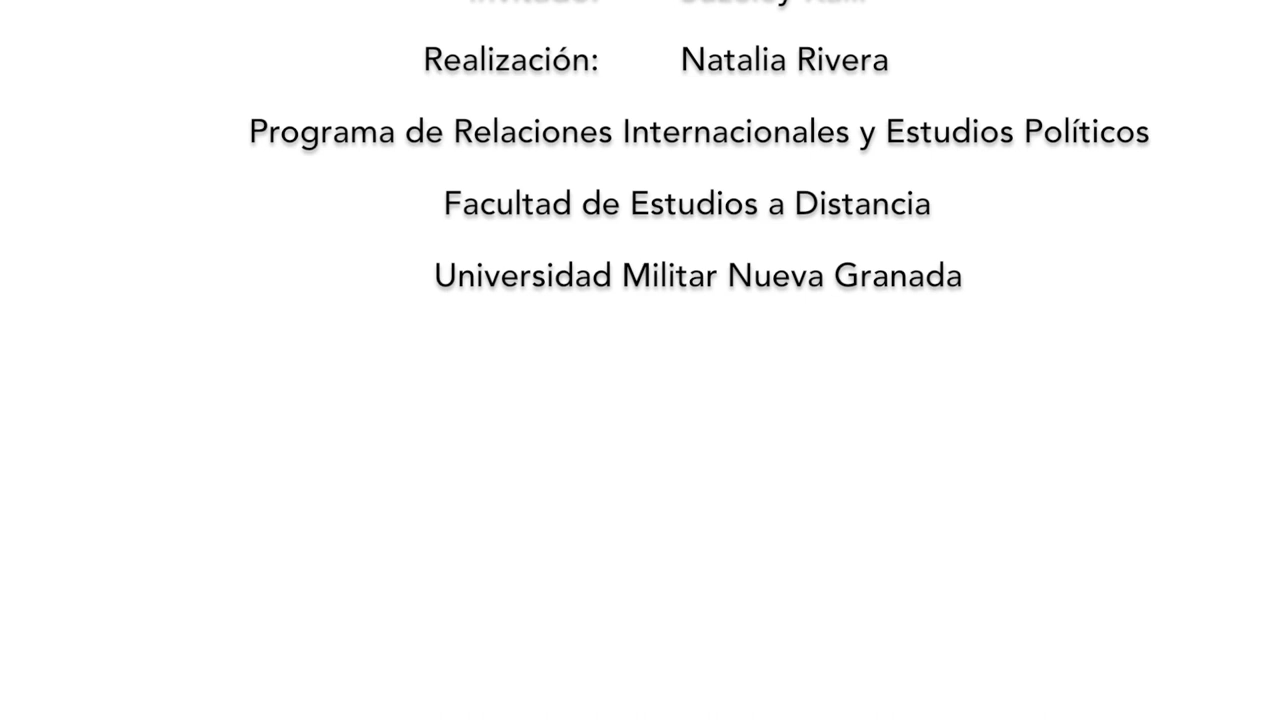 Realización: Natalia Rivera
Programa de Relaciones Internacionales y Estudios Políticos
Facultad de Estudios a Distancia
Universidad Militar Nueva Granada